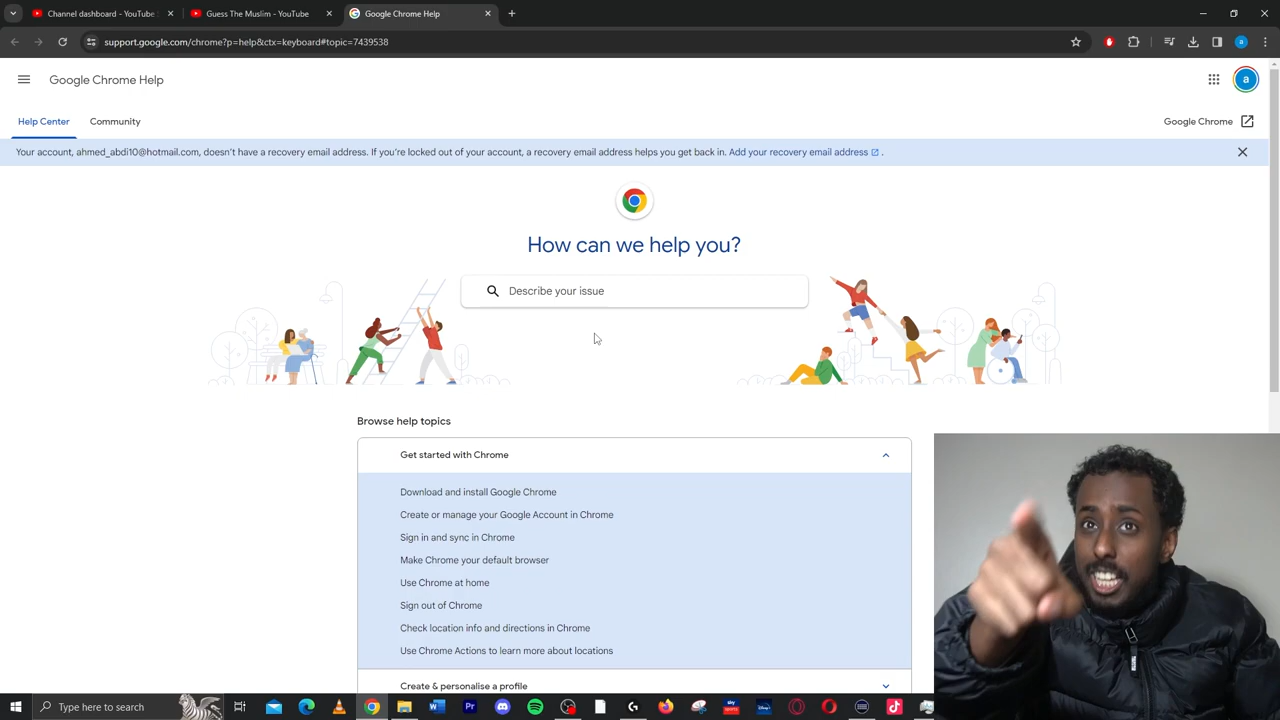 Channel dashboard - YouTube S
Guess The Muslim - YouTube
Google Chrome Help
support.google.com/chrome?p=help&ctx=keyboard#topic=7439538
a
Google Chrome Help
a
Help Center
Community
Google Chrome
Your account, ahmed_abdi10@hotmail.com, doesn't have a recovery email address. If you're locked out of your account, a recovery email address helps you get back in. Add your recovery email address .
How can we help you?
Describe your issue
Browse help topics
Get started with Chrome
Download and install Google Chrome
Create or manage your Google Account in Chrome
Sign in and sync in Chrome
Make Chrome your default browser
Use Chrome at home
Sign out of Chrome
Check location info and directions in Chrome
Use Chrome Actions to learn more about locations
Create & personalise a profile
Type here to search